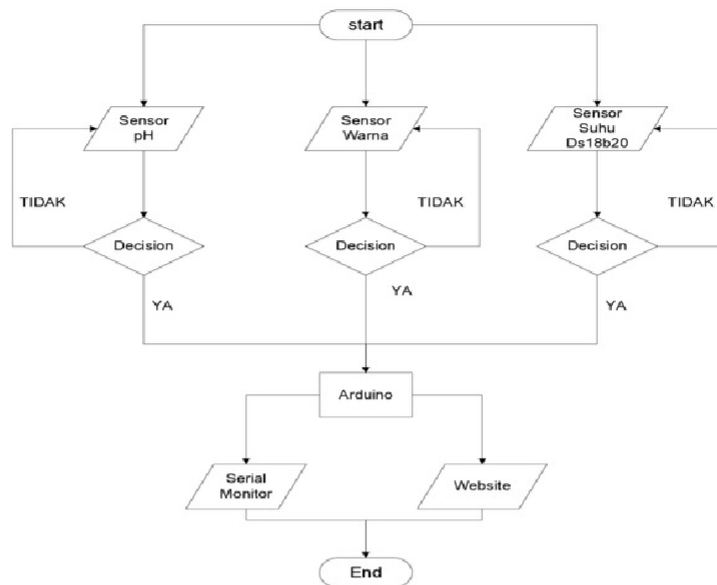 start
Sensor
pH
Sensor
Warna
Sensor
Suhu
Ds18b20
TIDAK
TIDAK
TIDAK
Decision
Decision
Decision
YA
YA
YA
Arduino
Serial
Monitor
Website
End